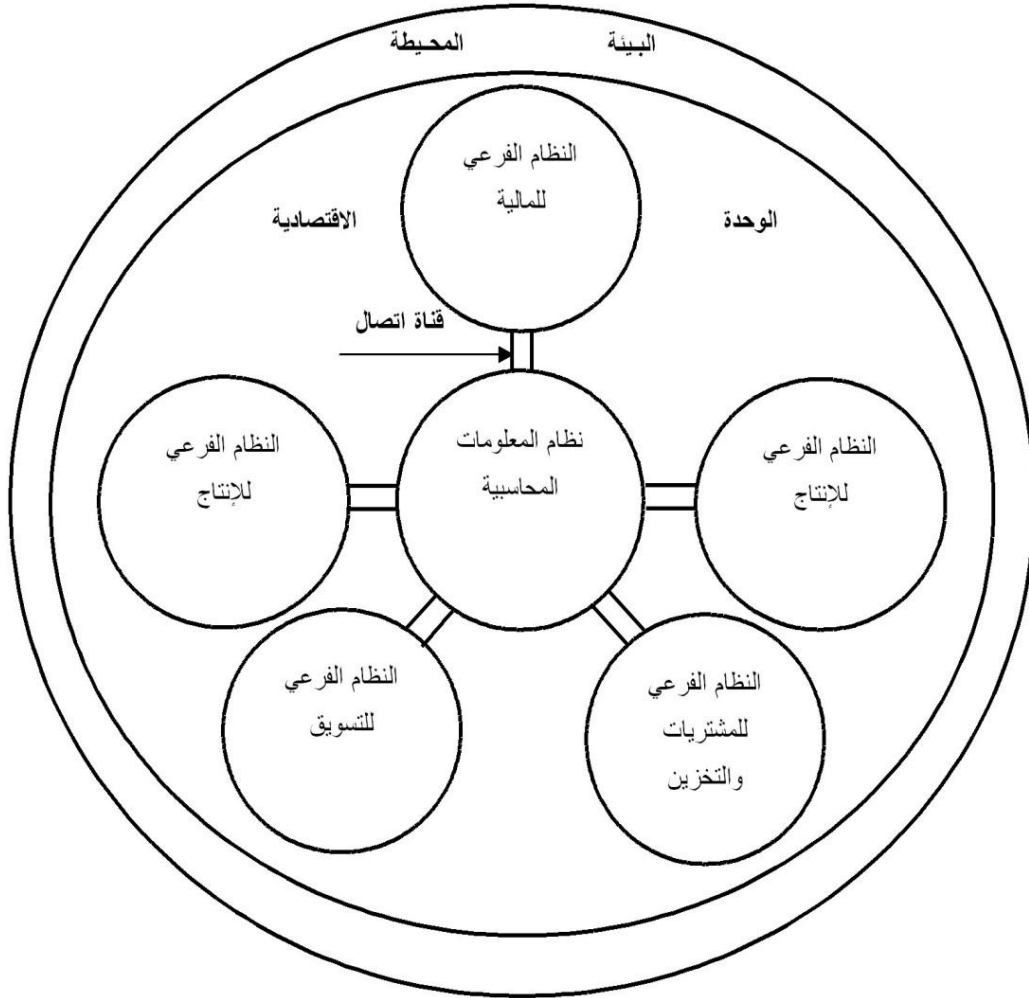 البيئة المحيطة
النظام الفرعي
للمالية
الوحدة الاقتصادية
قناة اتصال
نظام المعلومات
المحاسبية
النظام الفرعي
للإنتاج
النظام الفرعي
للإنتاج
النظام الفرعي
للمشتريات
والتخزين
النظام الفرعي
للتسويق